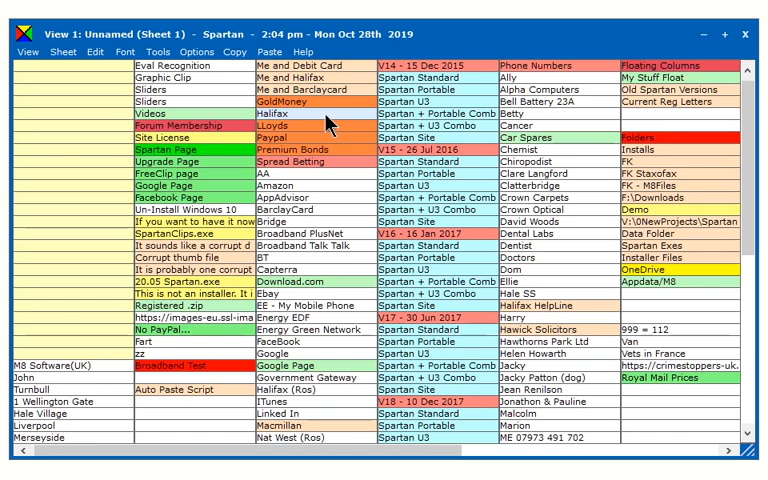 View 1: Unnamed (Sheet 1) - Spartan - 2:04 pm - Mon Oct 28th 2019
View Sheet Edit Font Tools Options Copy Paste Help
Eval Recognition Me and Debit Card V14 - 15 Dec 2015 Phone Numbers Floating Columns
Graphic Clip Me and Halifax Spartan Standard Ally My Stuff Float
Sliders Me and Barclaycard Spartan Portable Alpha Computers Old Spartan Versions
Sliders GoldMoney Spartan U3 Bell Battery 23A Current Reg Letters
Videos Halifax Spartan + Portable Comb Betty
Forum Membership LLoyds Spartan + U3 Combo Cancer
Site License Paypal Spartan Site Car Spares Folders
Spartan Page Premium Bonds V15 - 26 Jul 2016 Chemist Installs
Upgrade Page Spread Betting Spartan Standard Chiropodist FK
FreeClip page AA Spartan Portable Clare Langford FK Staxofax
Google Page Amazon Spartan U3 Clatterbridge FK - M8Files
Facebook Page AppAdvisor Spartan + Portable Comb Crown Carpets F:\Downloads
Un-Install Windows 10 BarclayCard Spartan + U3 Combo Crown Optical Demo
If you want to have it now Bridge Spartan Site David Woods V:\0NewProjects\Spartan
SpartanClips.exe Broadband PlusNet V16 - 16 Jan 2017 Dental Labs Data Folder
It sounds like a corrupt d Broadband Talk Talk Spartan Standard Dentist Spartan Exes
Corrupt thumb file BT Spartan Portable Doctors Installer Files
It is probably one corrupt Capterra Spartan U3 Dom OneDrive
20.05 Spartan.exe Download.com Spartan + Portable Comb Ellie Appdata/M8
This is not an installer. It i Ebay Spartan + U3 Combo Hale SS
Registered .zip EE - My Mobile Phone Spartan Site Halifax HelpLine
https://images-eu.ssl-ima Energy EDF V17 - 30 Jun 2017 Harry
No PayPal... Energy Green Network Spartan Standard Hawick Solicitors 999 = 112
Fart FaceBook Spartan Portable Hawthorns Park Ltd Van
zz Google Spartan U3 Helen Howarth Vets in France
M8 Software(UK) Broadband Test Google Page Spartan + Portable Comb Jacky https://crimestoppers-uk.
John Government Gateway Spartan + U3 Combo Jacky Patton (dog) Royal Mail Prices
Turnbull Auto Paste Script Halifax (Ros) Spartan Site Jean Renilson
1 Wellington Gate ITunes V18 - 10 Dec 2017 Jonathon & Pauline
Hale Village Linked In Spartan Standard Malcolm
Liverpool Macmillan Spartan Portable Marion
Merseyside Nat West (Ros) Spartan U3 ME 07973 491 702